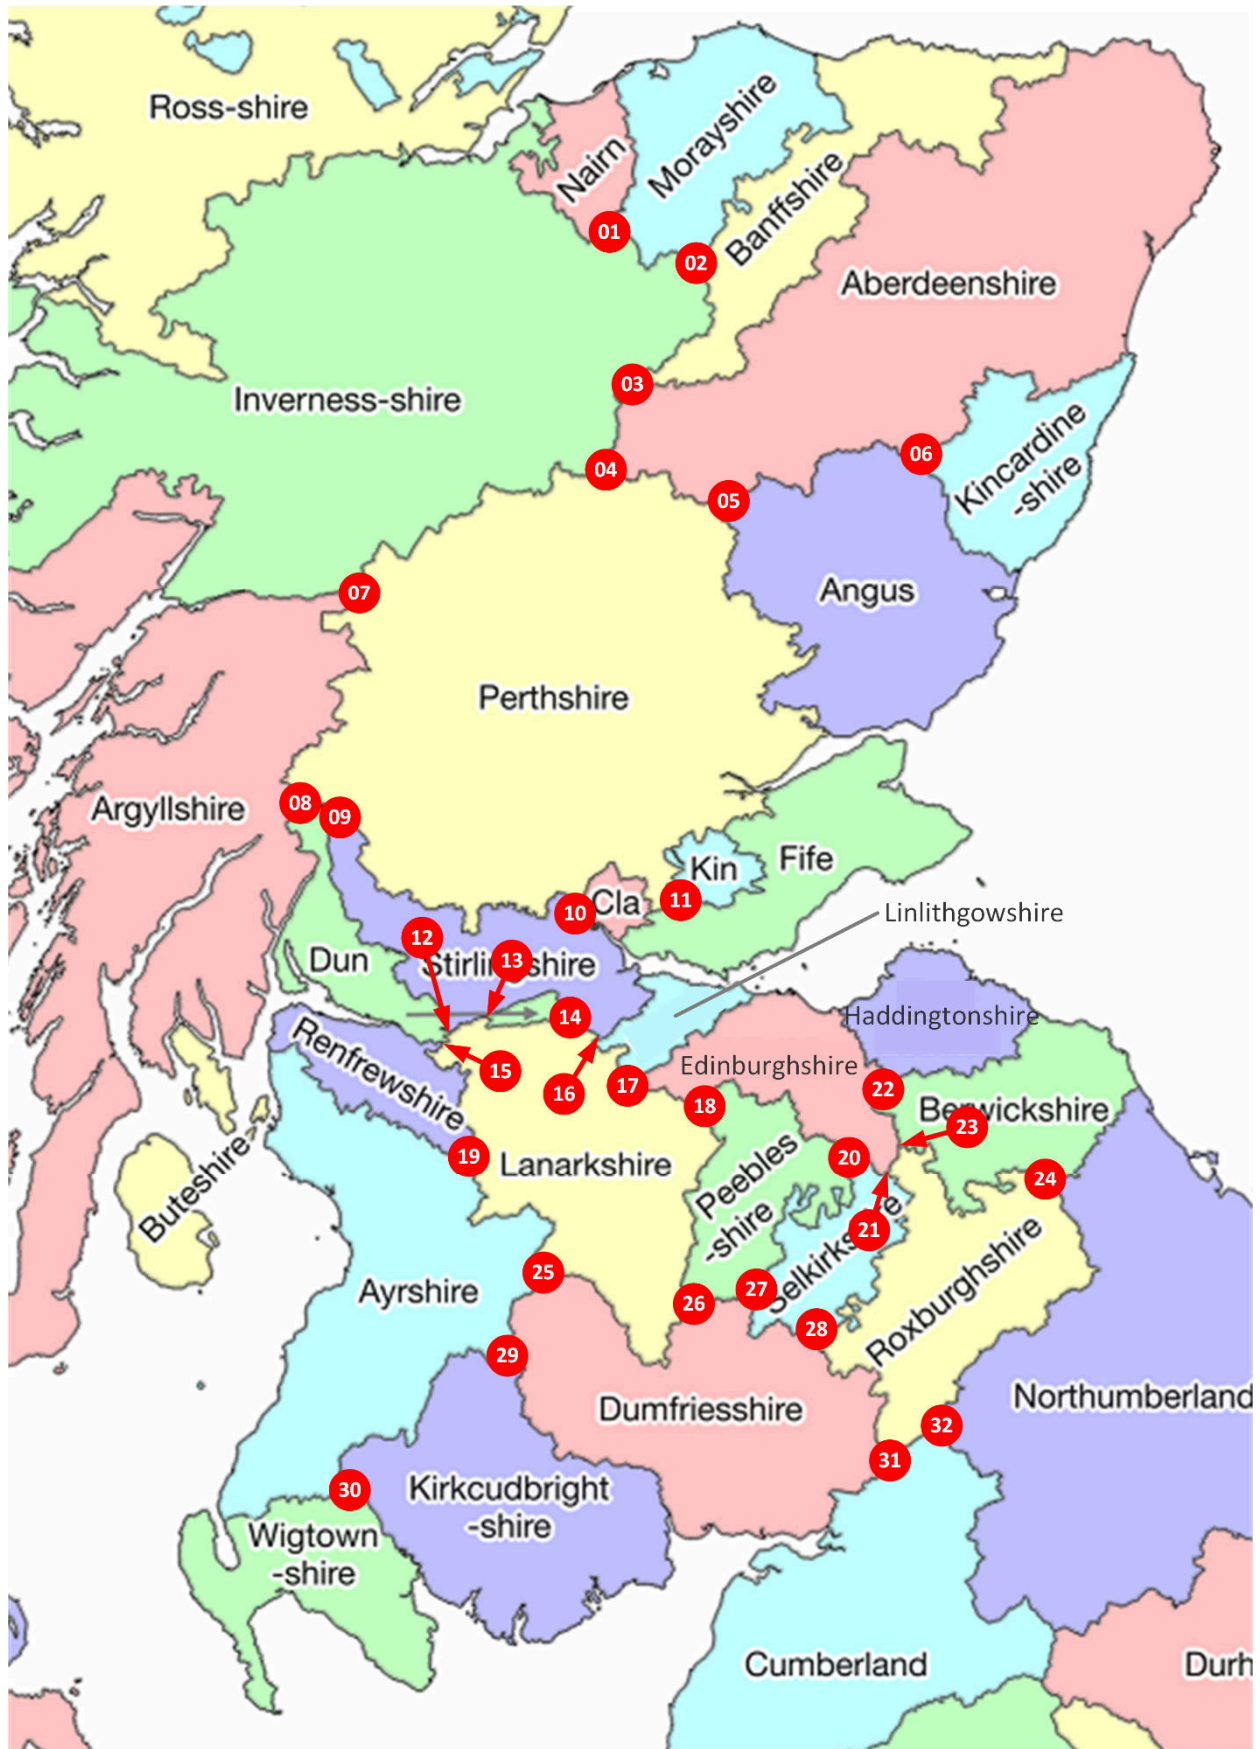 Ross-shire
Morayshire
Nairn
Banffshire
01
02
Aberdeenshire
03
Inverness-shire
Kincardine
-shire
04
06
05
Angus
07
Perthshire
08
09
Argyllshire
Fife
Kin
10
Cla
11
Linlithgowshire
12
Dun
Stirlingshire
13
14
Haddingtonshire
Renfrewshire
15
Edinburghshire
16
17
18
22
Berwickshire
23
Buteshire
19
Lanarkshire
Peebles
-shire
20
24
21
Selkirkshire
Ayrshire
25
26
27
28
Roxburghshire
29
Dumfriesshire
Northumberland
32
31
30
Kirkcudbright
-shire
Wigtown
-shire
Cumberland
Durh